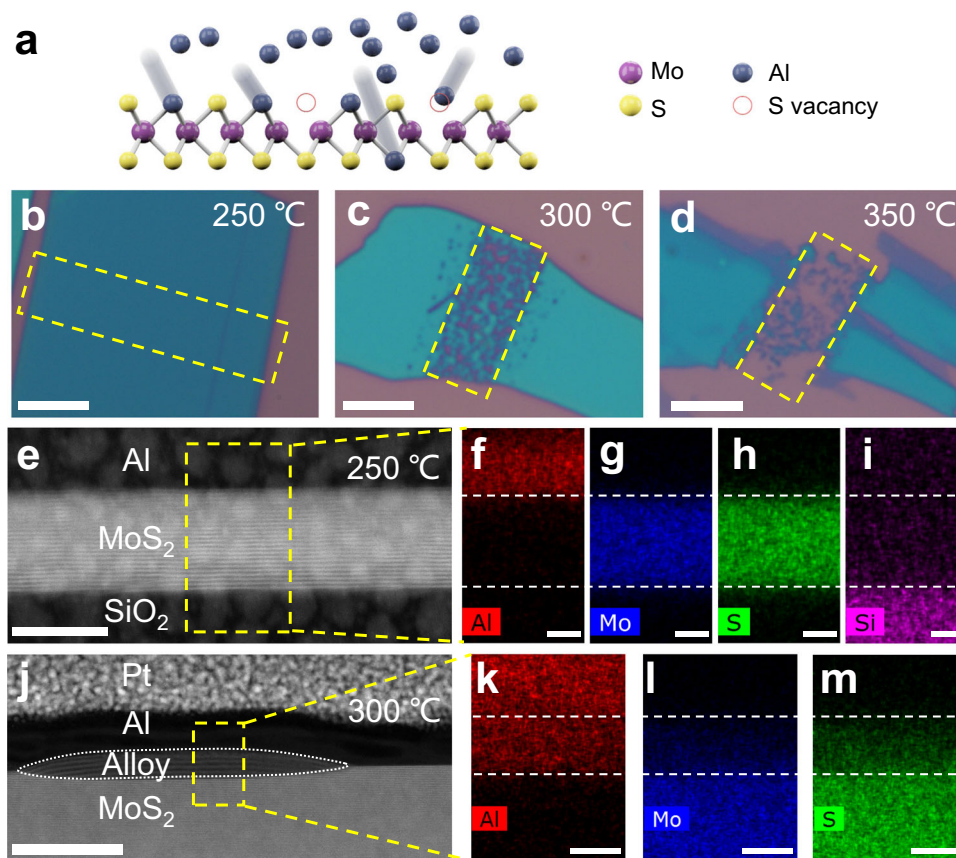 a
Mo
Al
S
S vacancy
b
250 ℃
c
300 ℃
d
350 ℃
e
Al
250 ℃
MoS₂
SiO₂
f
Al
g
Mo
h
S
i
Si
j
Pt
300 ℃
Al
Alloy
MoS₂
k
Al
l
Mo
m
S